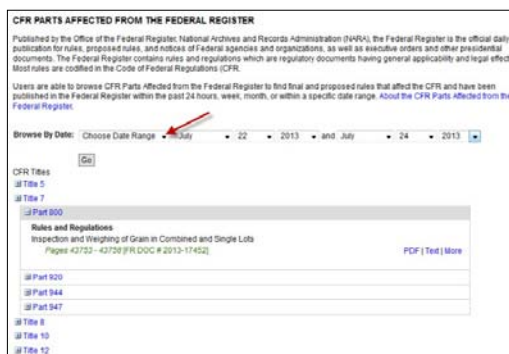 CFR PARTS AFFECTED FROM THE FEDERAL REGISTER
Published by the Office of the Federal Register, National Archives and Records Administration (NARA), the Federal Register is the official daily
publication for rules, proposed rules, and notices of Federal agencies and organizations, as well as executive orders and other presidential
documents. The Federal Register contains rules and regulations which are regulatory documents having general applicability and legal effect.
Most rules are codified in the Code of Federal Regulations (CFR.
Users are able to browse CFR Parts Affected from the Federal Register to find final and proposed rules that affect the CFR and have been
published in the Federal Register within the past 24 hours, week, month, or within a specific date range. About the CFR Parts Affected from the
Federal Register.
Browse By Date: Choose Date Range July 22 2013 and July 24 2013
Go
CFR Titles
Title 5
Title 7
Part 800
Rules and Regulations
Inspection and Weighing of Grain in Combined and Single Lots
Pages 43753 - 43756 [FR DOC # 2013-17452] PDF | Text | More
Part 920
Part 944
Part 947
Title 8
Title 10
Title 12